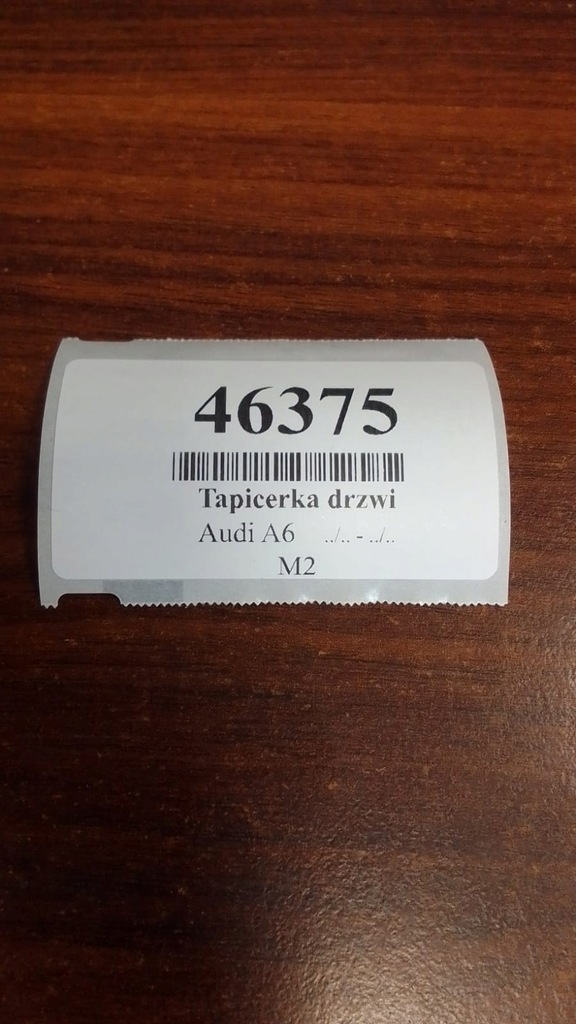 46375
Tapicerka drzwi
Audi A6 ../.. - ../..
M2